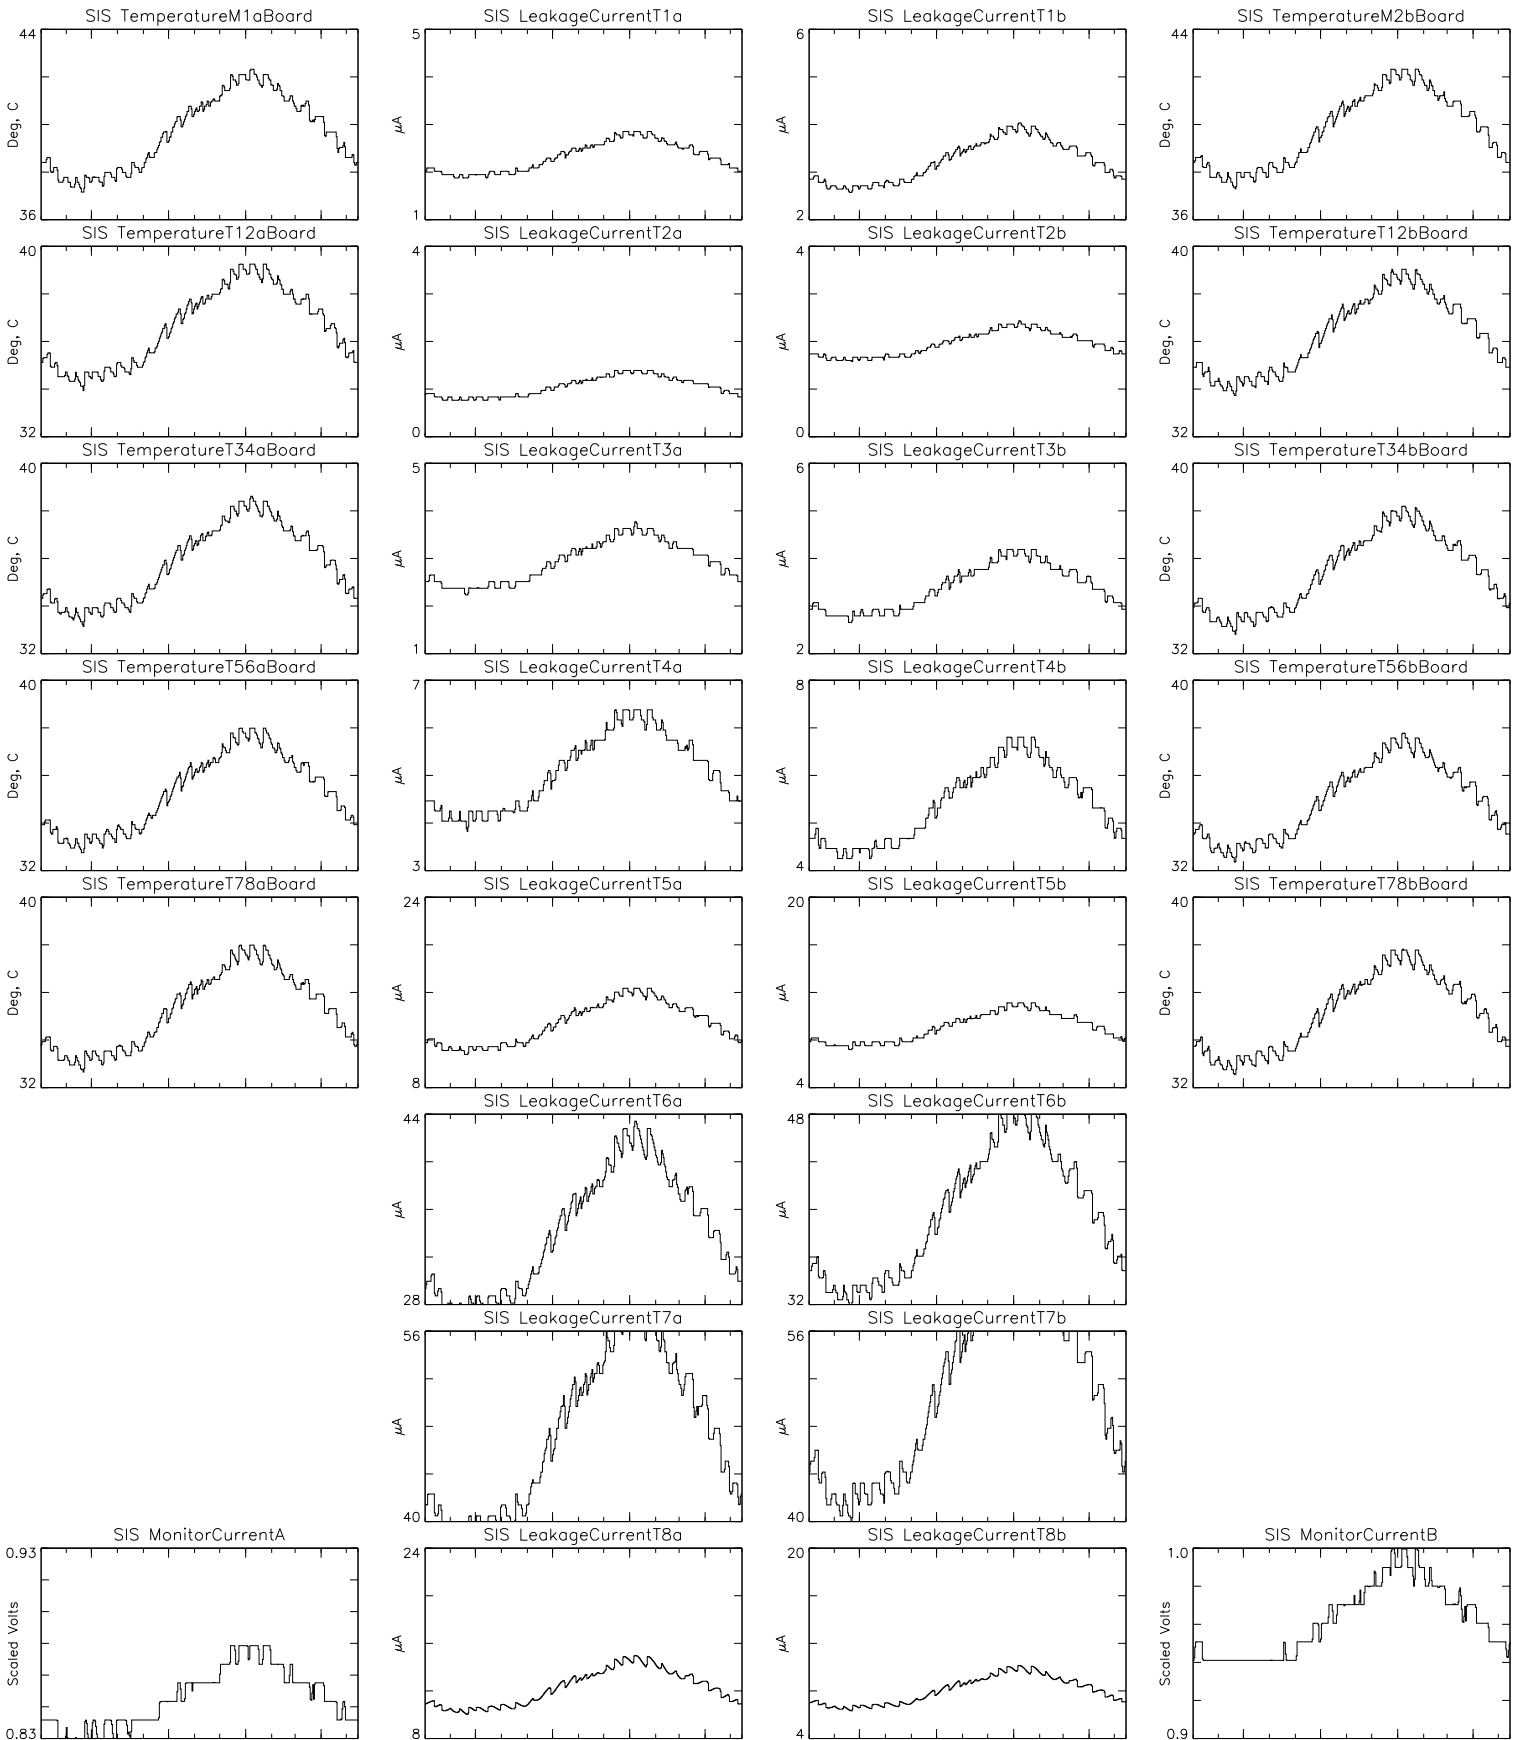 SIS TemperatureM1aBoard
44
Deg, C
36
SIS LeakageCurrentT1a
5
μA
1
SIS LeakageCurrentT1b
6
μA
2
SIS TemperatureM2bBoard
44
Deg, C
36
SIS TemperatureT12aBoard
40
Deg, C
32
SIS LeakageCurrentT2a
4
μA
0
SIS LeakageCurrentT2b
4
μA
0
SIS TemperatureT12bBoard
40
Deg, C
32
SIS TemperatureT34aBoard
40
Deg, C
32
SIS LeakageCurrentT3a
5
μA
1
SIS LeakageCurrentT3b
6
μA
2
SIS TemperatureT34bBoard
40
Deg, C
32
SIS TemperatureT56aBoard
40
Deg, C
32
SIS LeakageCurrentT4a
7
μA
3
SIS LeakageCurrentT4b
8
μA
4
SIS TemperatureT56bBoard
40
Deg, C
32
SIS TemperatureT78aBoard
40
Deg, C
32
SIS LeakageCurrentT5a
24
μA
8
SIS LeakageCurrentT5b
20
μA
4
SIS TemperatureT78bBoard
40
Deg, C
32
SIS LeakageCurrentT6a
44
μA
28
SIS LeakageCurrentT6b
48
μA
32
SIS LeakageCurrentT7a
56
μA
40
SIS LeakageCurrentT7b
56
μA
40
SIS MonitorCurrentA
0.93
Scaled Volts
0.83
SIS LeakageCurrentT8a
24
μA
8
SIS LeakageCurrentT8b
20
μA
4
SIS MonitorCurrentB
1.0
Scaled Volts
0.9